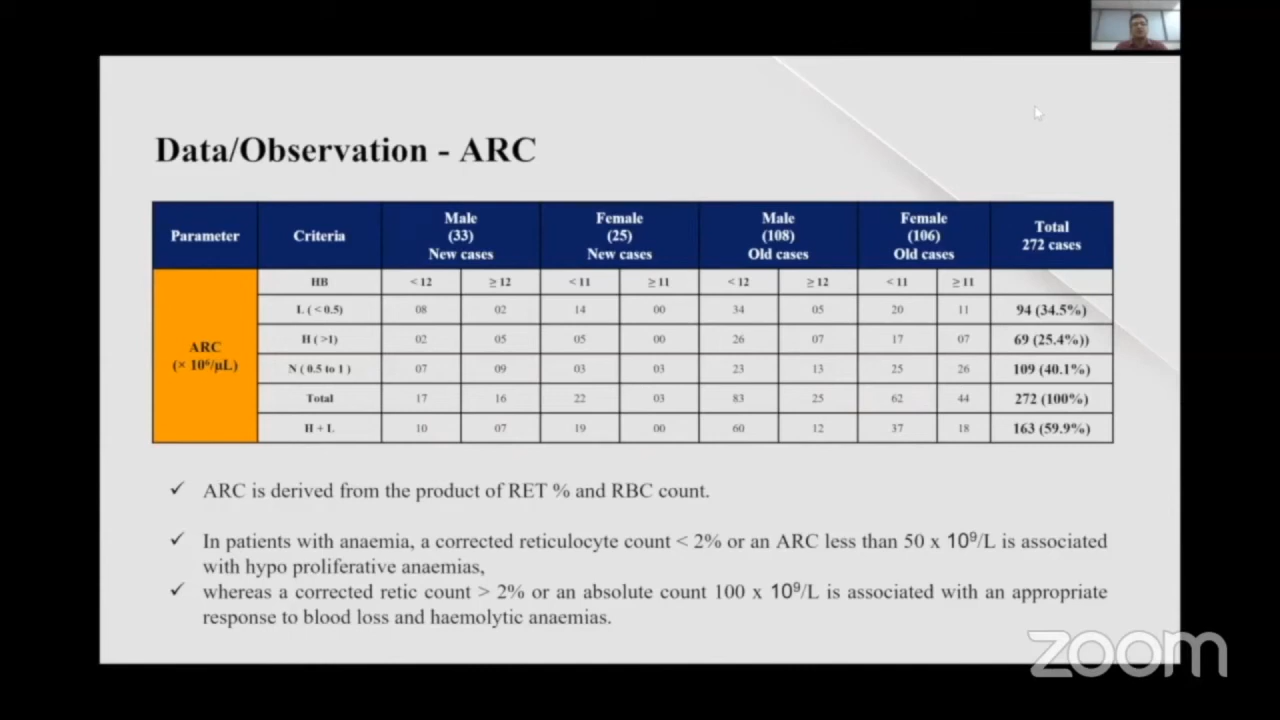 Data/Observation - ARC
Parameter Criteria Male (33) New cases Female (25) New cases Male (108) Old cases Female (106) Old cases Total 272 cases
HB < 12 ≥ 12 < 11 ≥ 11 < 12 ≥ 12 < 11 ≥ 11
L ( < 0.5) 08 02 14 00 34 05 20 11 94 (34.5%)
H ( >1) 02 05 05 00 26 07 17 07 69 (25.4%))
ARC (× 10⁶/µL)
N ( 0.5 to 1 ) 07 09 03 03 23 13 25 26 109 (40.1%)
Total 17 16 22 03 83 25 62 44 272 (100%)
H + L 10 07 19 00 60 12 37 18 163 (59.9%)
✓ ARC is derived from the product of RET % and RBC count.
✓ In patients with anaemia, a corrected reticulocyte count < 2% or an ARC less than 50 x 10⁹/L is associated
with hypo proliferative anaemias,
✓ whereas a corrected retic count > 2% or an absolute count 100 x 10⁹/L is associated with an appropriate
response to blood loss and haemolytic anaemias.
zoom